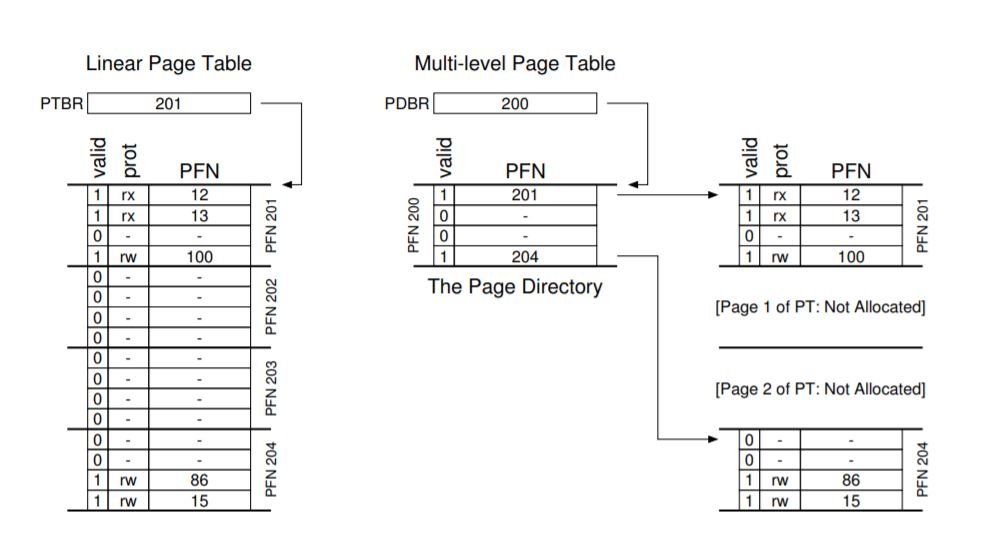 Linear Page Table
PTBR 201
valid prot PFN
1 rx 12
1 rx 13
0 - -
1 rw 100
PFN 201
0 - -
0 - -
0 - -
0 - -
PFN 202
0 - -
0 - -
0 - -
0 - -
PFN 203
0 - -
0 - -
1 rw 86
1 rw 15
PFN 204
Multi-level Page Table
PDBR 200
valid PFN
PFN 200
1 201
0 -
0 -
1 204
The Page Directory
valid prot PFN
1 rx 12
1 rx 13
0 - -
1 rw 100
PFN 201
[Page 1 of PT: Not Allocated]
[Page 2 of PT: Not Allocated]
0 - -
0 - -
1 rw 86
1 rw 15
PFN 204